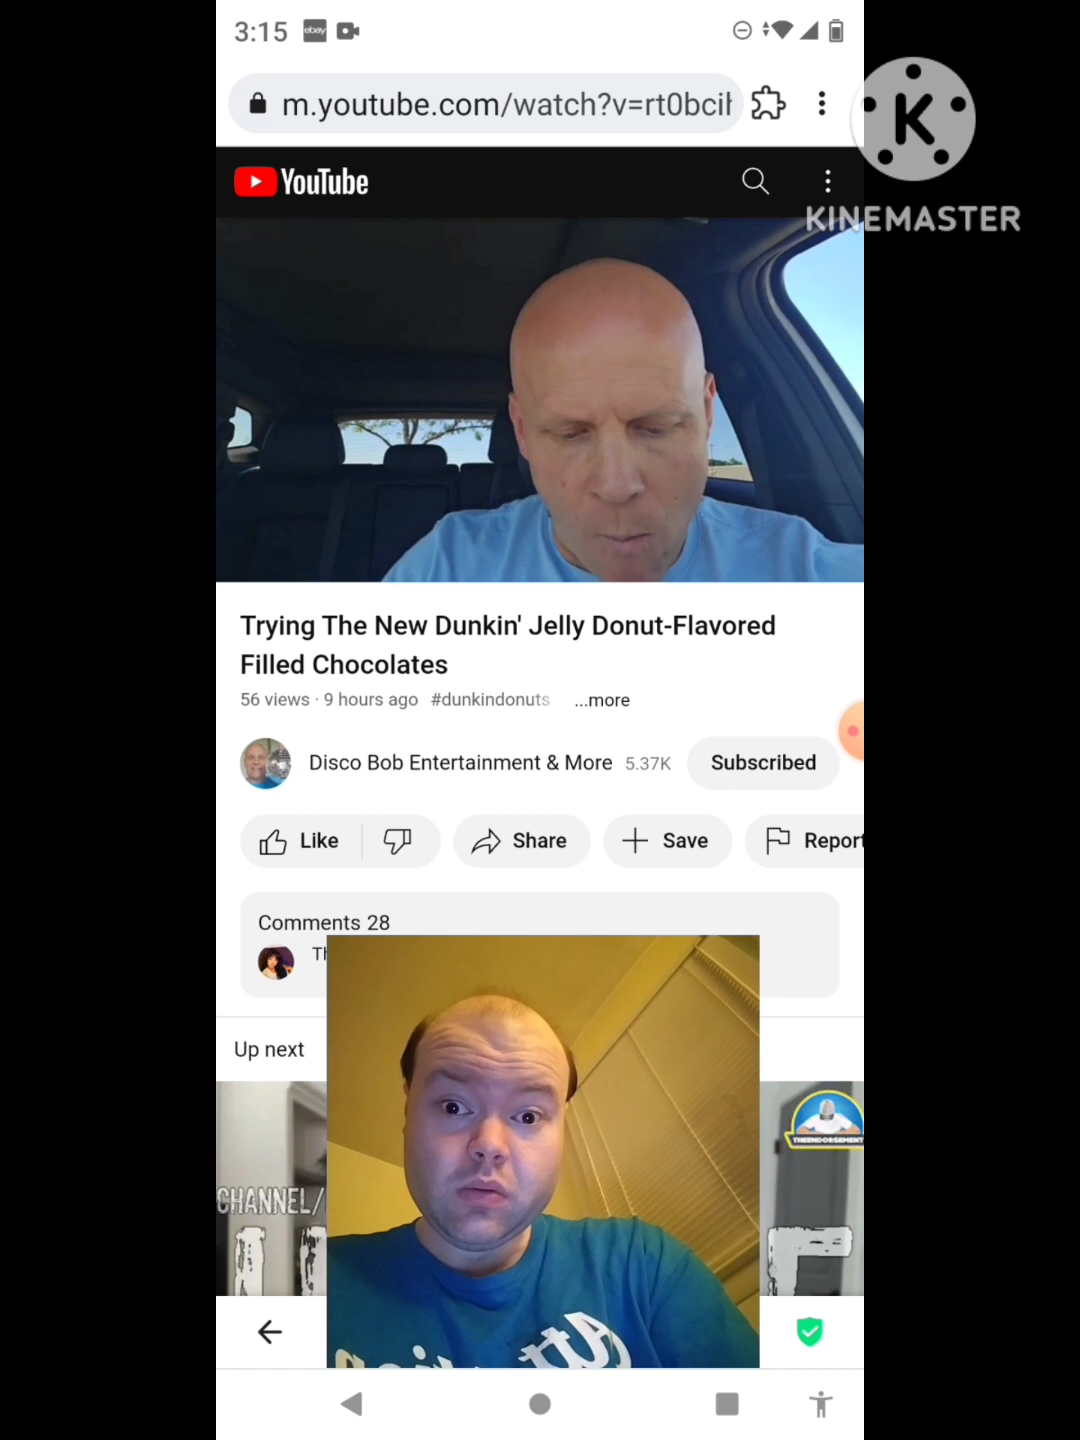 3:15
ebay
m.youtube.com/watch?v=rt0bcil
K
KINEMASTER
YouTube
Trying The New Dunkin' Jelly Donut-Flavored
Filled Chocolates
56 views · 9 hours ago #dunkindonuts ...more
Disco Bob Entertainment & More 5.37K Subscribed
Like Share Save Report
Comments 28
Up next
THEENDORSEMENT
CHANNEL/